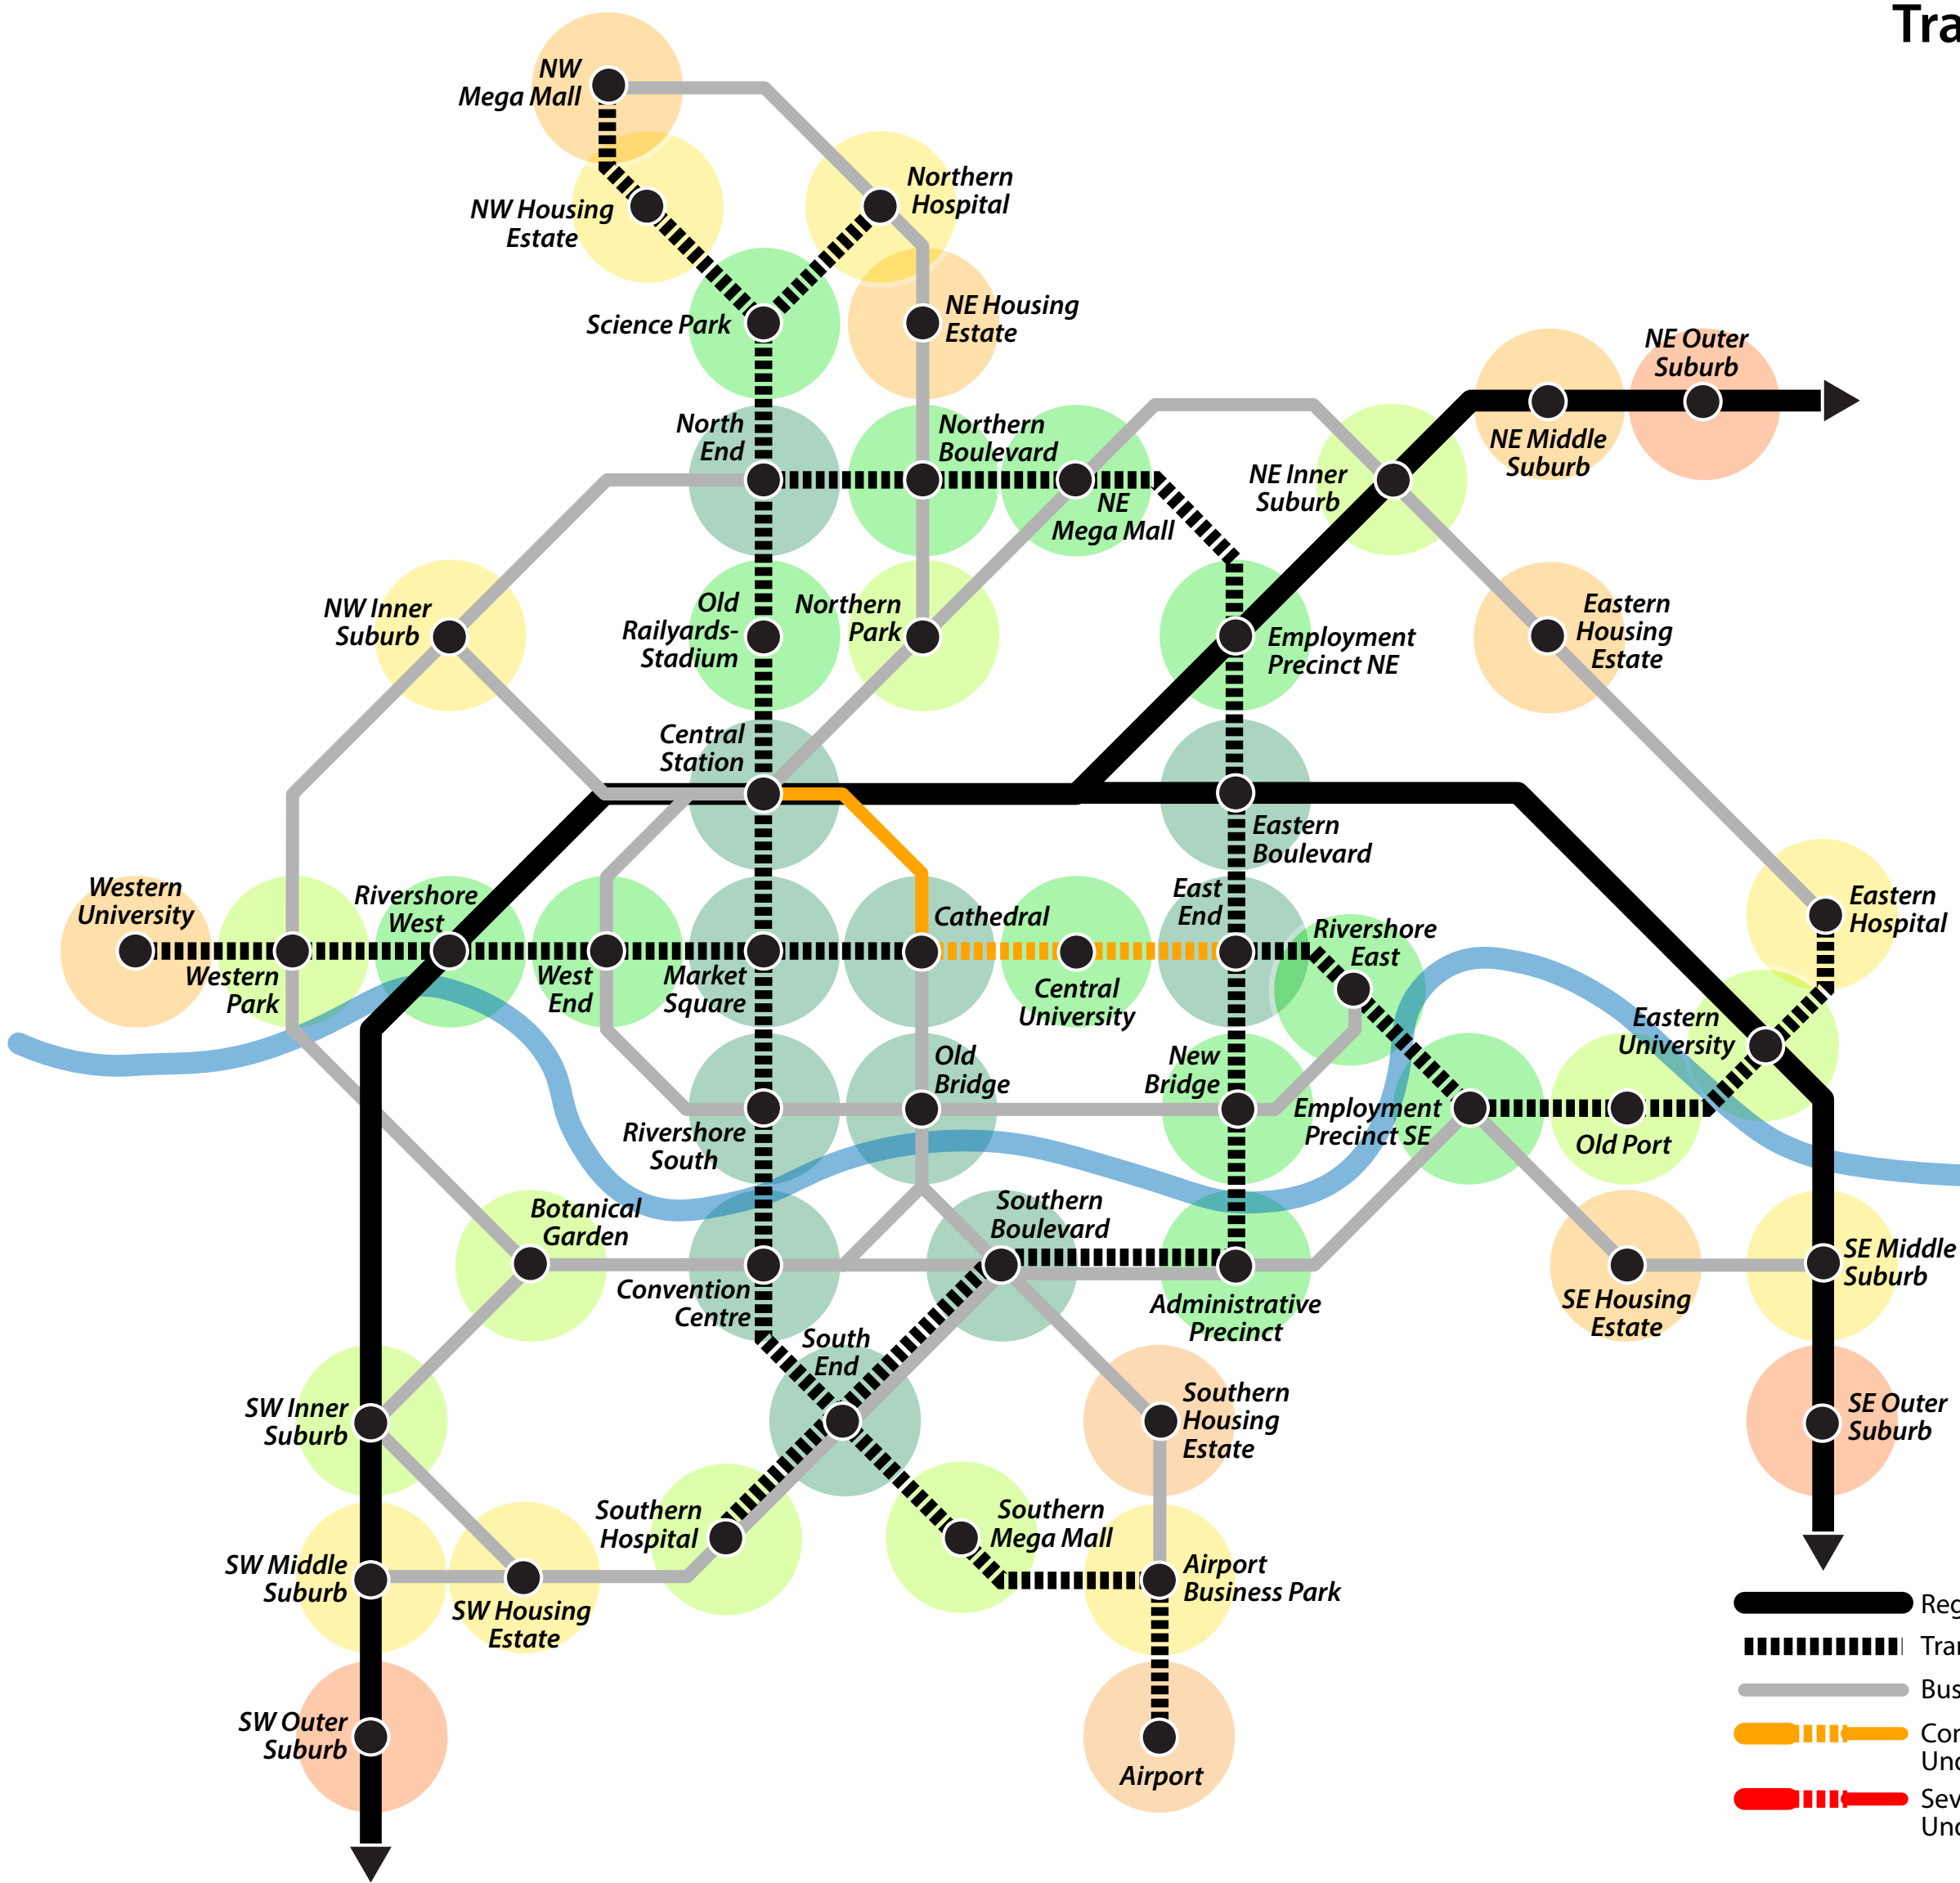 Tra
NW
Mega Mall
Northern
Hospital
NW Housing
Estate
Science Park
NE Housing
Estate
NE Outer
Suburb
North
End
Northern
Boulevard
NE Middle
Suburb
NE Inner
Suburb
NE
Mega Mall
NW Inner
Suburb
Old
Railyards-
Stadium
Northern
Park
Employment
Precinct NE
Eastern
Housing
Estate
Central
Station
Eastern
Boulevard
Western
University
Rivershore
West
Cathedral
East
End
Rivershore
East
Eastern
Hospital
Western
Park
West
End
Market
Square
Central
University
Eastern
University
Old
Bridge
New
Bridge
Employment
Precinct SE
Old Port
Rivershore
South
Botanical
Garden
Southern
Boulevard
Convention
Centre
Administrative
Precinct
SE Housing
Estate
SE Middle
Suburb
South
End
SW Inner
Suburb
Southern
Housing
Estate
SE Outer
Suburb
Southern
Hospital
Southern
Mega Mall
SW Middle
Suburb
SW Housing
Estate
Airport
Business Park
SW Outer
Suburb
Airport
Reg
Tran
Bus
Con
Unc
Sev
Unc